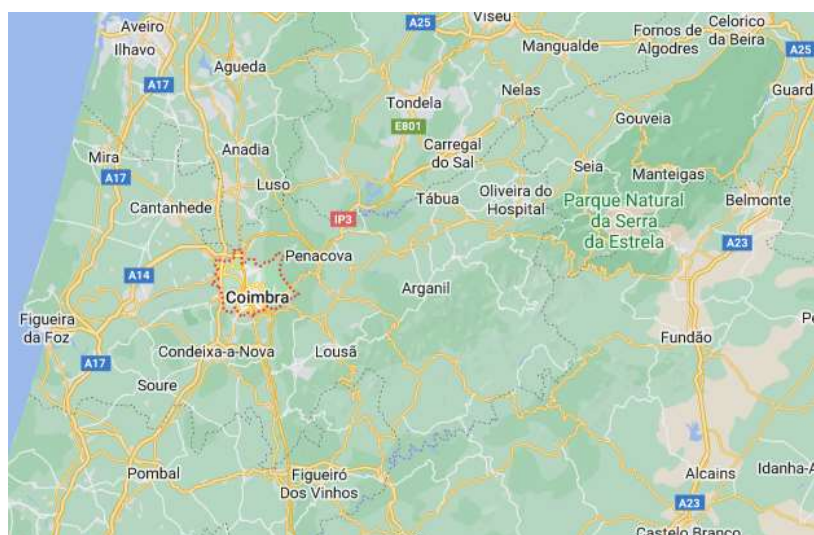 Aveiro
Ílhavo
A25
Viseu
Mangualde
Fornos de
Algodres
Celorico
da Beira
A25
Agueda
A17
Tondela
Nelas
Guard
E801
Gouveia
Mira
A17
Anadia
Carregal
do Sal
Seia
Manteigas
Luso
Tábua
Oliveira do
Hospital
Parque Natural
da Serra
da Estrela
Belmonte
Cantanhede
IP3
A23
Penacova
A14
Coimbra
Arganil
Figueira
da Foz
Pe
Fundão
A17
Condeixa-a-Nova
Lousã
Soure
Pombal
Figueiró
Dos Vinhos
Alcains
Idanha-a
A23
Castelo Branco